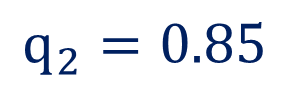 q₂ = 0.85